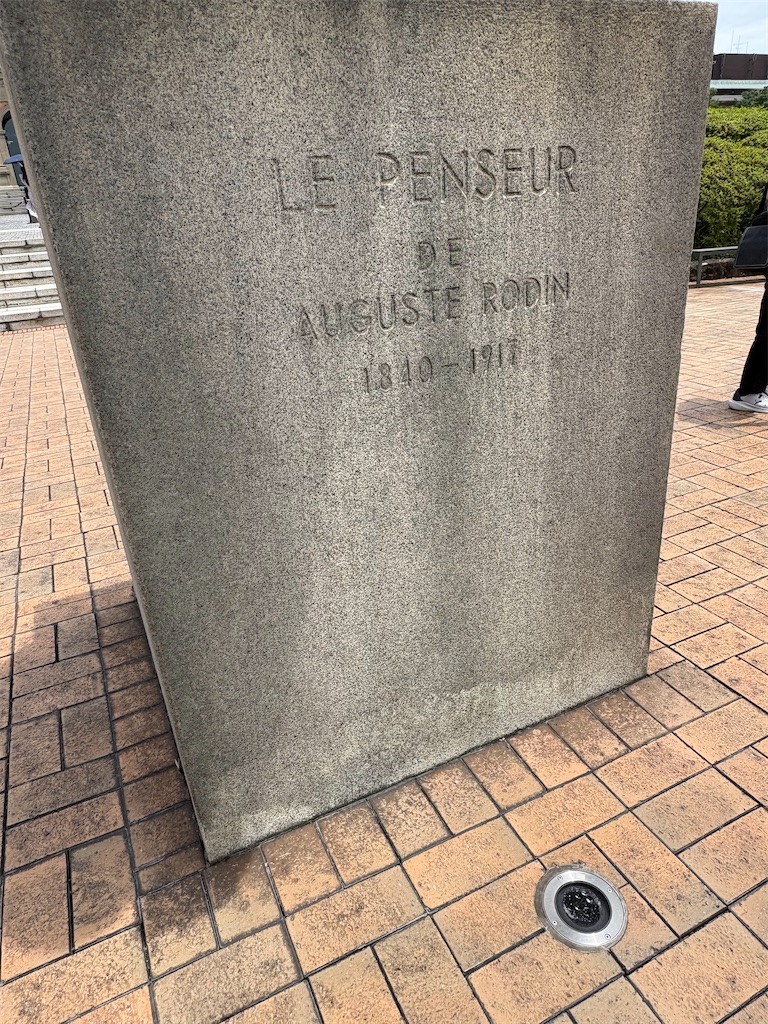 LE PENSEUR
DE
AUGUSTE RODIN
1840-1917